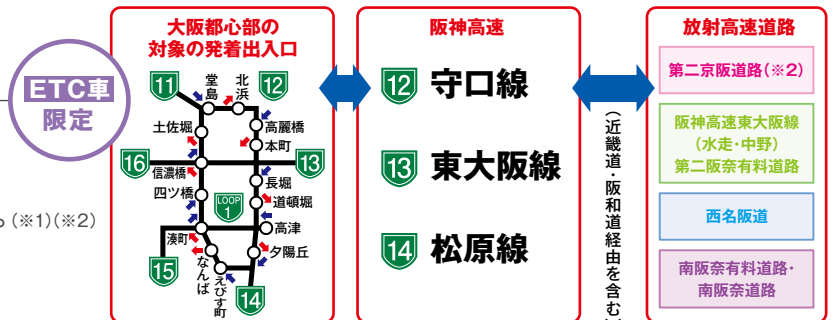 ETC車
限定
ら(※1)(※2)
大阪都心部の
対象の発着出入口
11
堂島
北浜
12
土佐堀
高麗橋
本町
16
信濃橋
13
四ツ橋
長堀
LOOP
1
道頓堀
高津
湊町
夕陽丘
15
なんば
えびす町
14
阪神高速
12 守口線
13 東大阪線
14 松原線
(近畿道・阪和道経由を含む)
放射高速道路
第二京阪道路(※2)
阪神高速東大阪線
(水走・中野)
第二阪奈有料道路
西名阪道
南阪奈有料道路・
南阪奈道路